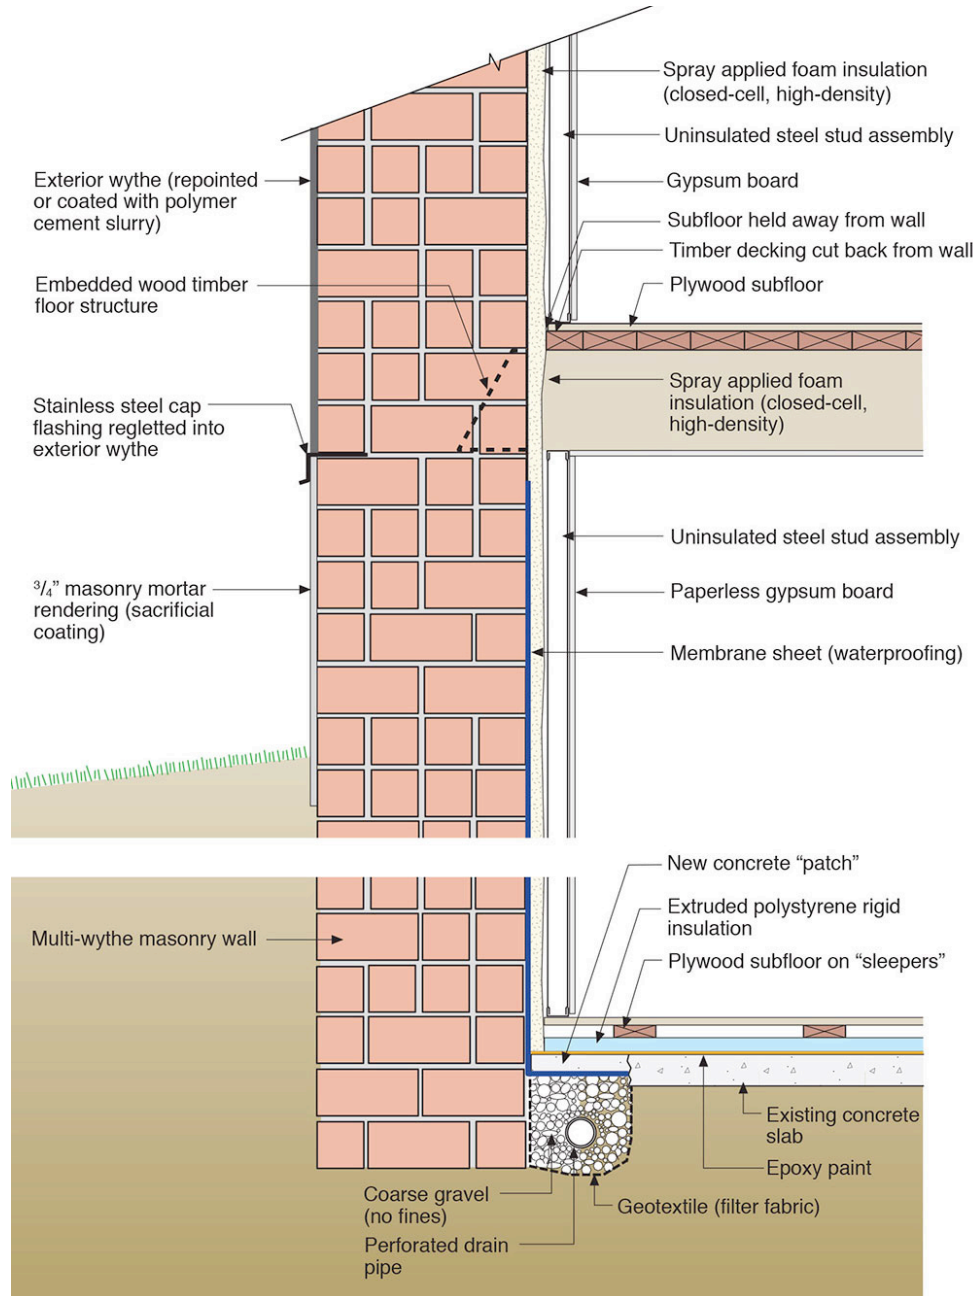 Spray applied foam insulation
(closed-cell, high-density)
Uninsulated steel stud assembly
Exterior wythe (repointed
or coated with polymer
cement slurry)
Gypsum board
Subfloor held away from wall
Timber decking cut back from wall
Embedded wood timber
floor structure
Plywood subfloor
Spray applied foam
insulation (closed-cell,
high-density)
Stainless steel cap
flashing regletted into
exterior wythe
Uninsulated steel stud assembly
3/4” masonry mortar
rendering (sacrificial
coating)
Paperless gypsum board
Membrane sheet (waterproofing)
New concrete “patch”
Extruded polystyrene rigid
insulation
Multi-wythe masonry wall
Plywood subfloor on “sleepers”
Existing concrete
slab
Epoxy paint
Coarse gravel
(no fines)
Geotextile (filter fabric)
Perforated drain
pipe